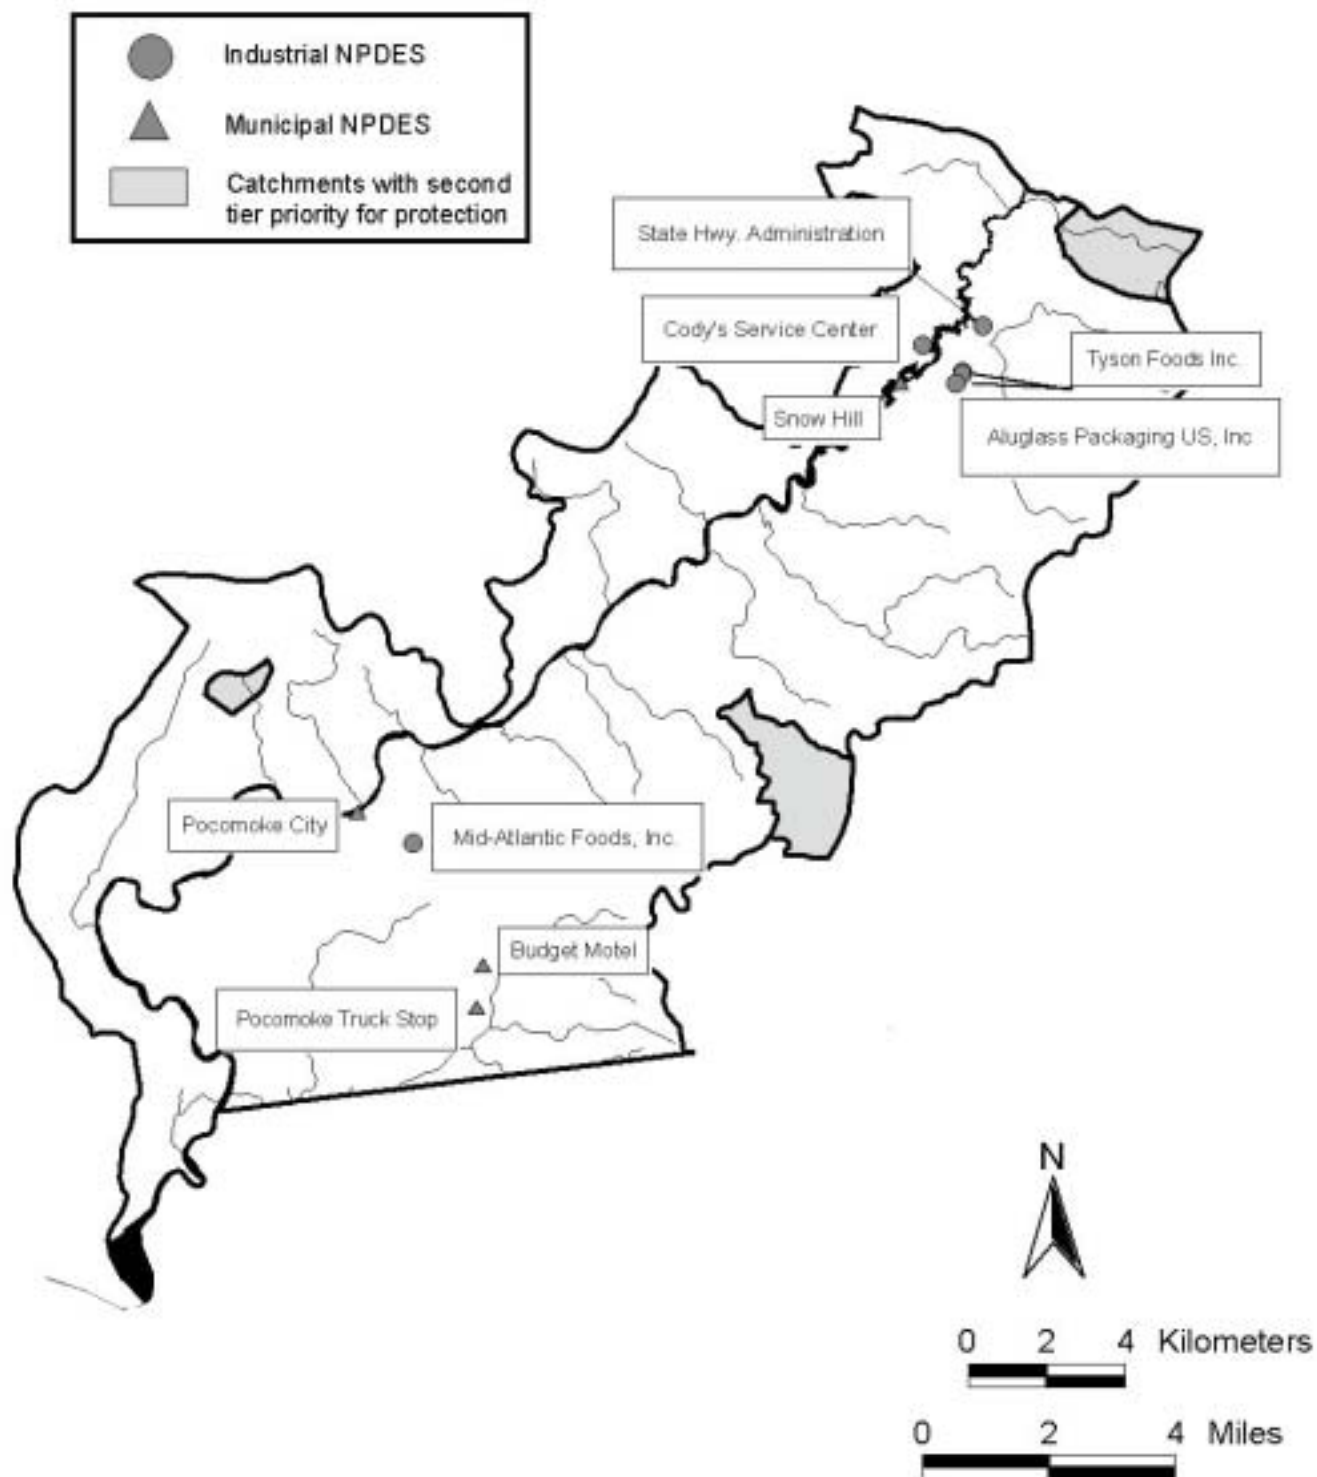 Industrial NPDES
Municipal NPDES
Catchments with second
tier priority for protection
State Hwy. Administration
Cody's Service Center
Tyson Foods Inc.
Snow Hill
Aluglass Packaging US, Inc
Pocomoke City
Mid-Atlantic Foods, Inc.
Budget Motel
Pocomoke Truck Stop
N
0 2 4 Kilometers
0 2 4 Miles